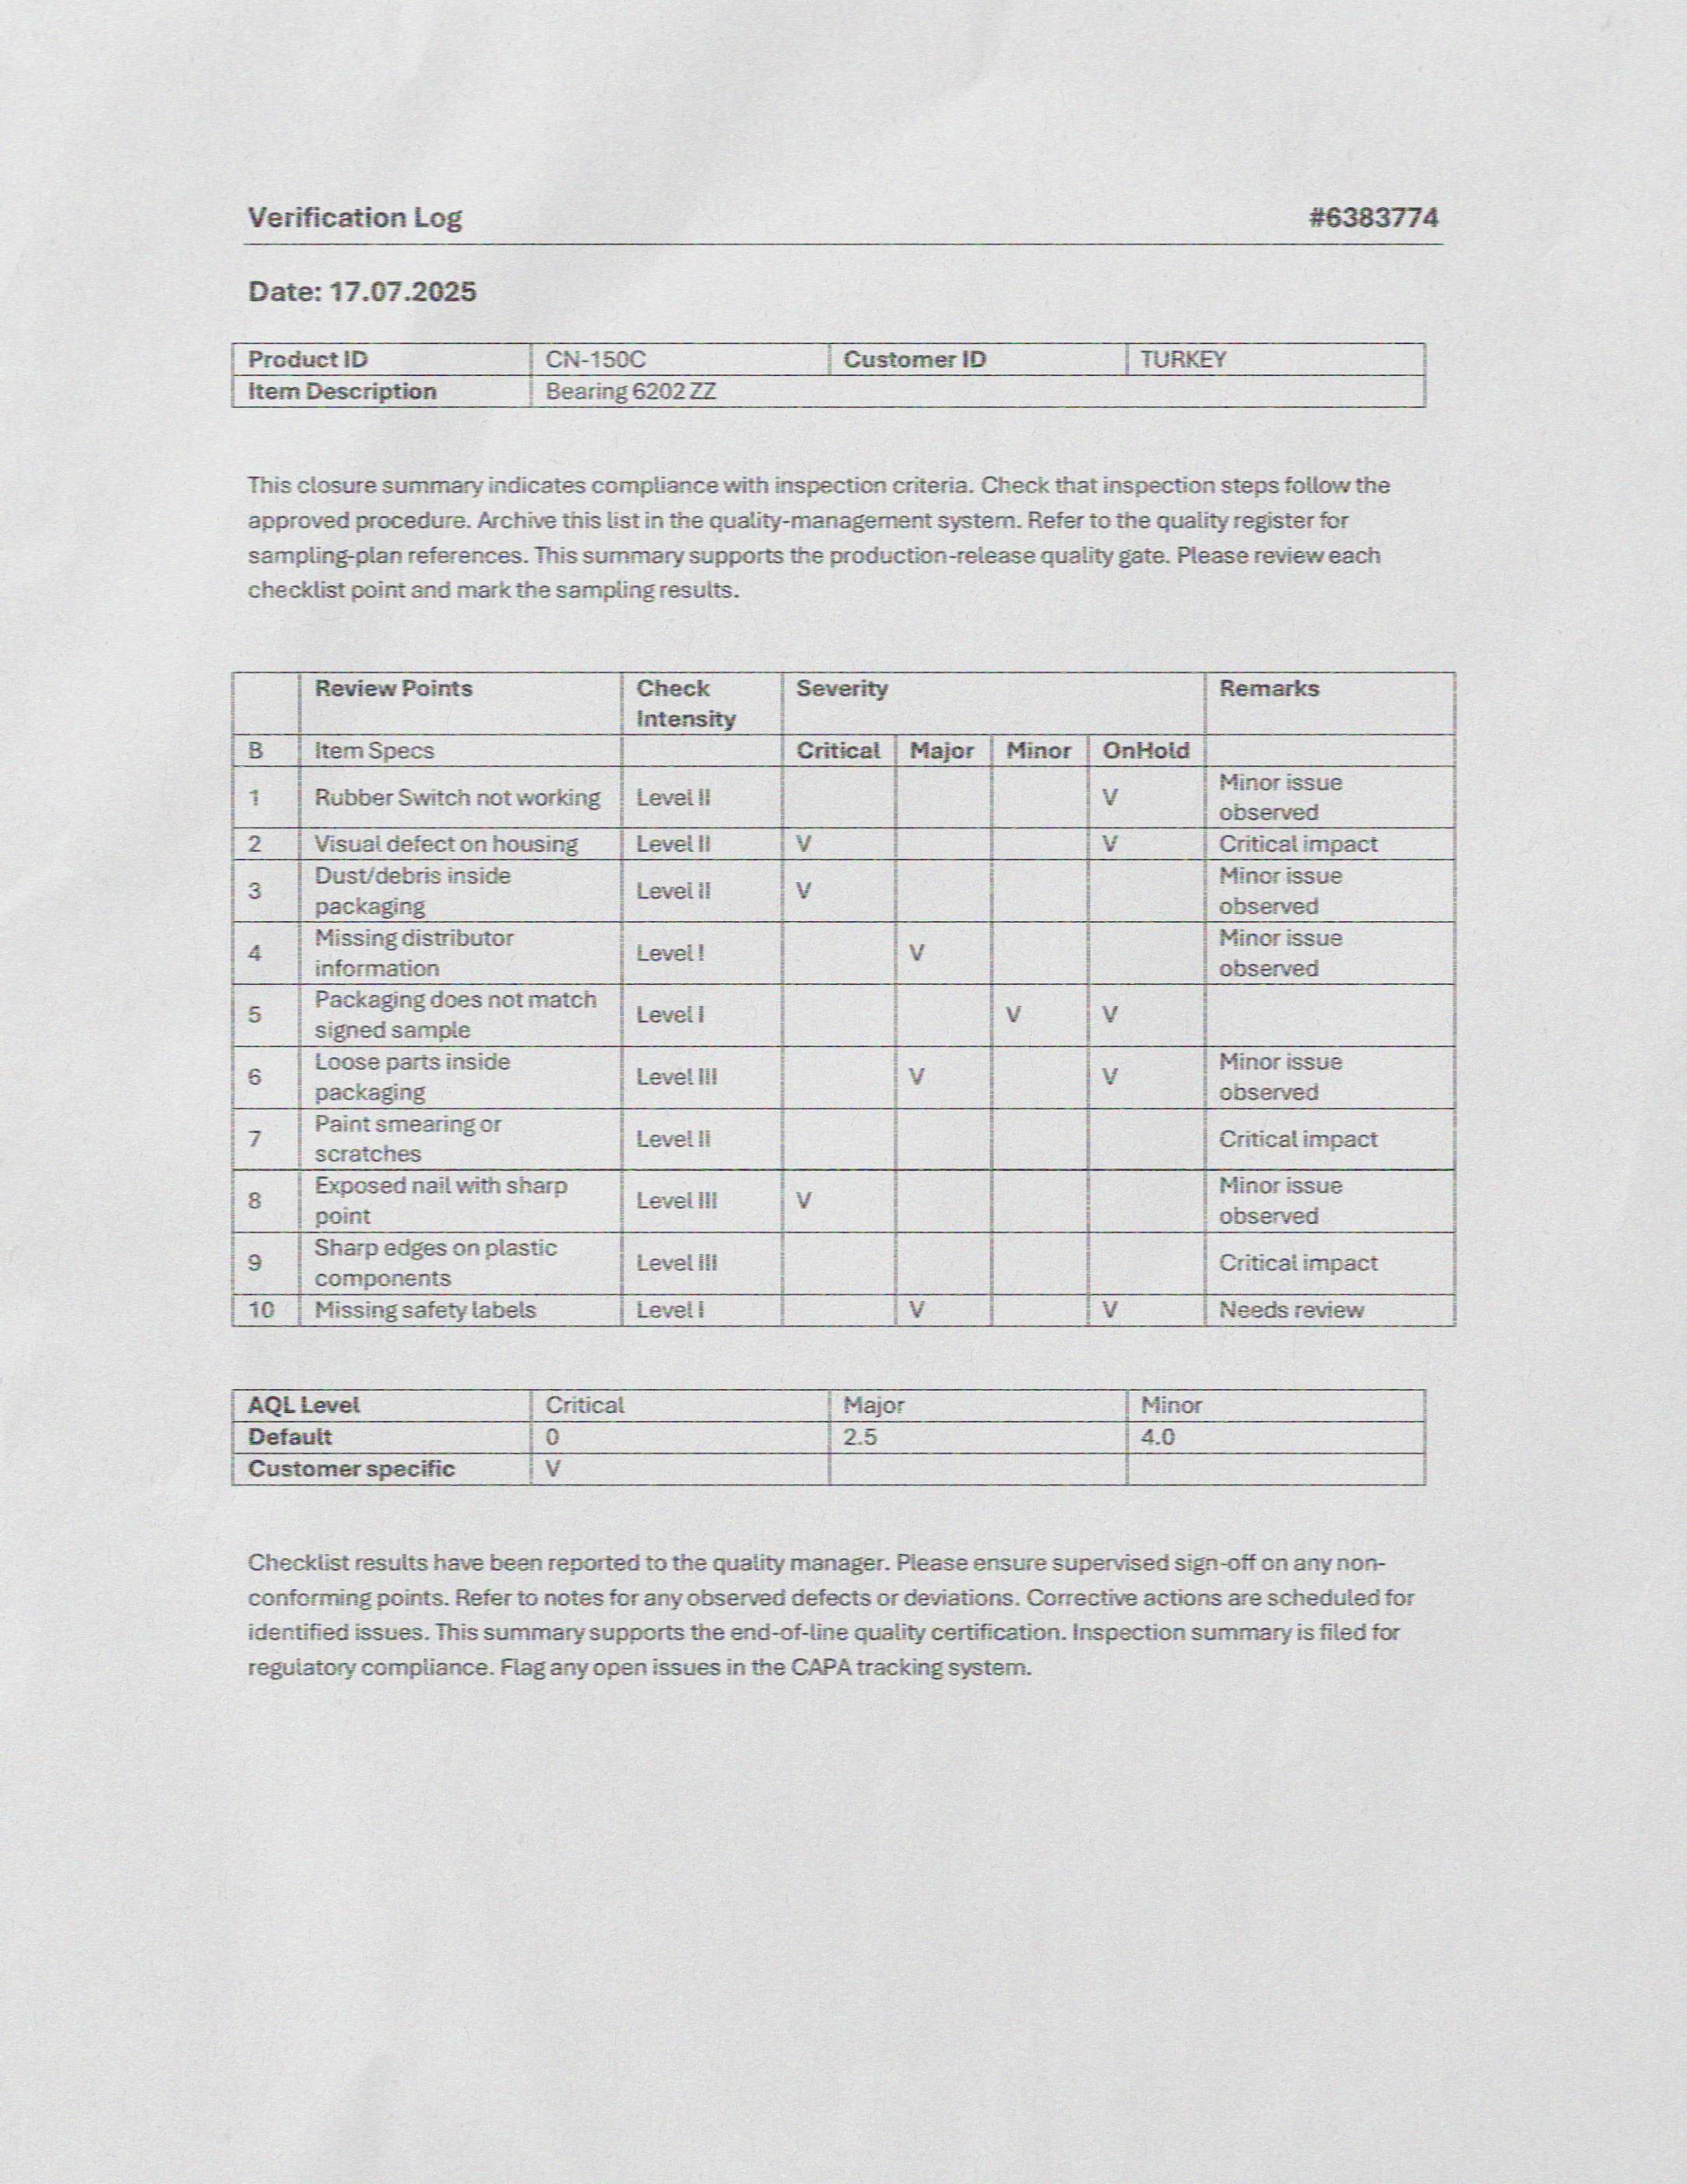 Verification Log #6383774
Date: 17.07.2025
Product ID CN-150C Customer ID TURKEY
Item Description Bearing 6202 ZZ
This closure summary indicates compliance with inspection criteria. Check that inspection steps follow the
approved procedure. Archive this list in the quality-management system. Refer to the quality register for
sampling-plan references. This summary supports the production-release quality gate. Please review each
checklist point and mark the sampling results.
Review Points Check Intensity Severity Remarks
B Item Specs Critical Major Minor OnHold
1 Rubber Switch not working Level II V Minor issue observed
2 Visual defect on housing Level II V V Critical impact
3 Dust/debris inside packaging Level II V Minor issue observed
4 Missing distributor information Level I V Minor issue observed
5 Packaging does not match signed sample Level I V V
6 Loose parts inside packaging Level III V V Minor issue observed
7 Paint smearing or scratches Level II Critical impact
8 Exposed nail with sharp point Level III V Minor issue observed
9 Sharp edges on plastic components Level III Critical impact
10 Missing safety labels Level I V V Needs review
AQL Level Critical Major Minor
Default 0 2.5 4.0
Customer specific V
Checklist results have been reported to the quality manager. Please ensure supervised sign-off on any non-
conforming points. Refer to notes for any observed defects or deviations. Corrective actions are scheduled for
identified issues. This summary supports the end-of-line quality certification. Inspection summary is filed for
regulatory compliance. Flag any open issues in the CAPA tracking system.